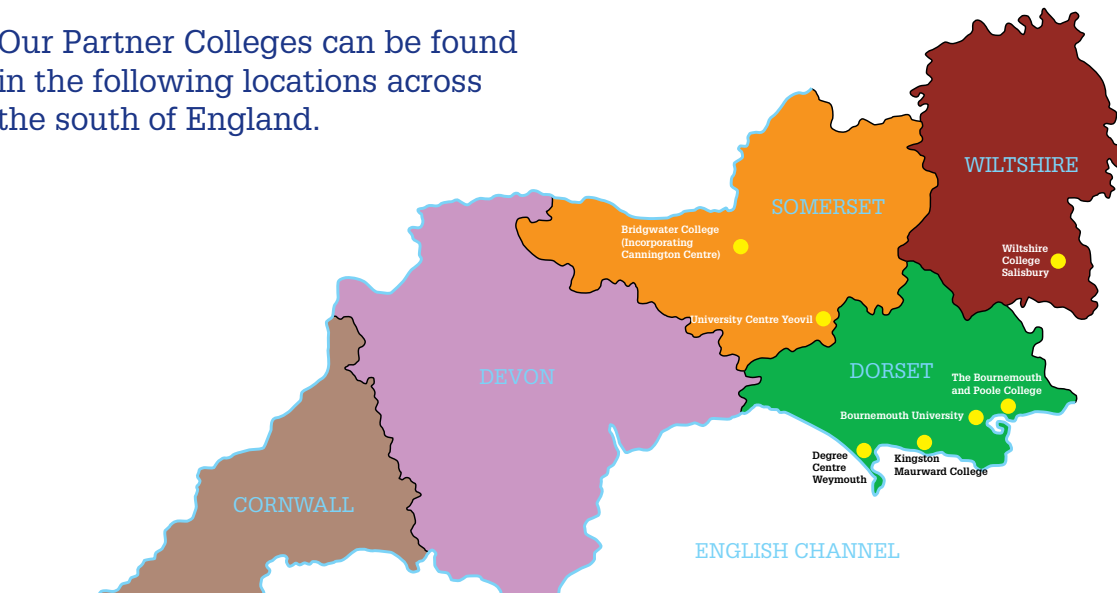 Our Partner Colleges can be found
in the following locations across
the south of England.
WILTSHIRE
SOMERSET
Bridgwater College
(Incorporating
Cannington Centre)
Wiltshire
College
Salisbury
University Centre Yeovil
DEVON
DORSET
The Bournemouth
and Poole College
Bournemouth University
Degree
Centre
Weymouth
Kingston
Maurward College
CORNWALL
ENGLISH CHANNEL